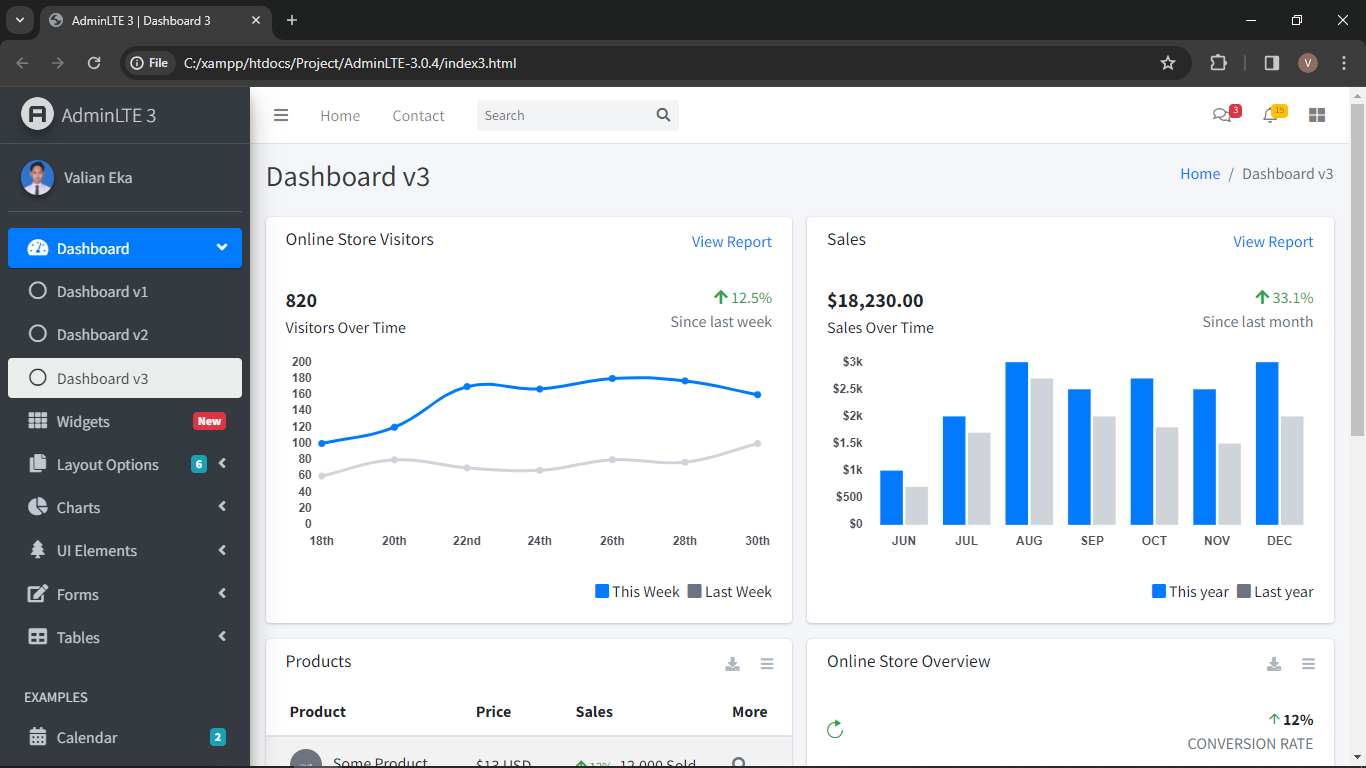 AdminLTE 3 | Dashboard 3
File C:/xampp/htdocs/Project/AdminLTE-3.0.4/index3.html
V
AdminLTE 3
Home Contact Search 3 15
Valian Eka
Dashboard v3
Home / Dashboard v3
Dashboard
Dashboard v1
Dashboard v2
Dashboard v3
Widgets New
Layout Options 6
Charts
UI Elements
Forms
Tables
EXAMPLES
Calendar 2
Online Store Visitors View Report
820 12.5%
Visitors Over Time Since last week
200
180
160
140
120
100
80
60
40
20
0
18th 20th 22nd 24th 26th 28th 30th
This Week Last Week
Sales View Report
$18,230.00 33.1%
Sales Over Time Since last month
$3k
$2.5k
$2k
$1.5k
$1k
$500
$0
JUN JUL AUG SEP OCT NOV DEC
This year Last year
Products
Product Price Sales More
Some Product $13 USD 12% 12,000 Sold
Online Store Overview
12%
CONVERSION RATE